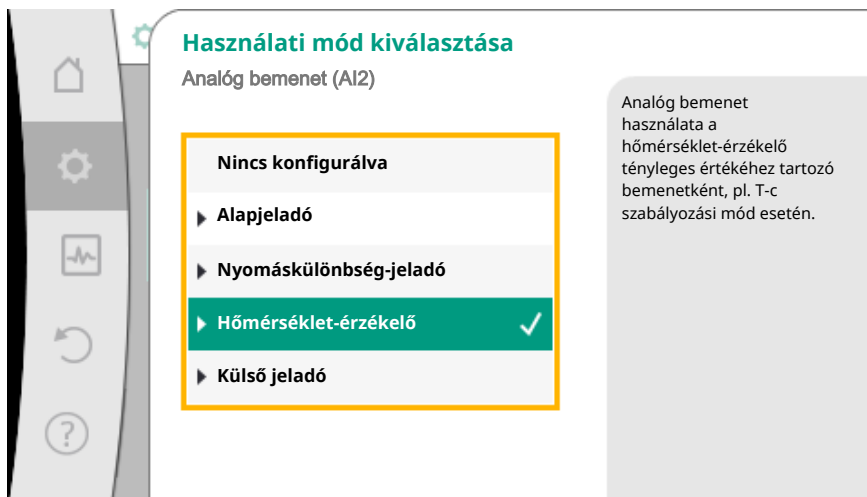 Használati mód kiválasztása
Analóg bemenet (AI2)
Nincs konfigurálva
Alapjeladó
Nyomáskülönbség-jeladó
Hőmérséklet-érzékelő
Külső jeladó
Analóg bemenet
használata a
hőmérséklet-érzékelő
tényleges értékéhez tartozó
bemenetként, pl. T-c
szabályozási mód esetén.